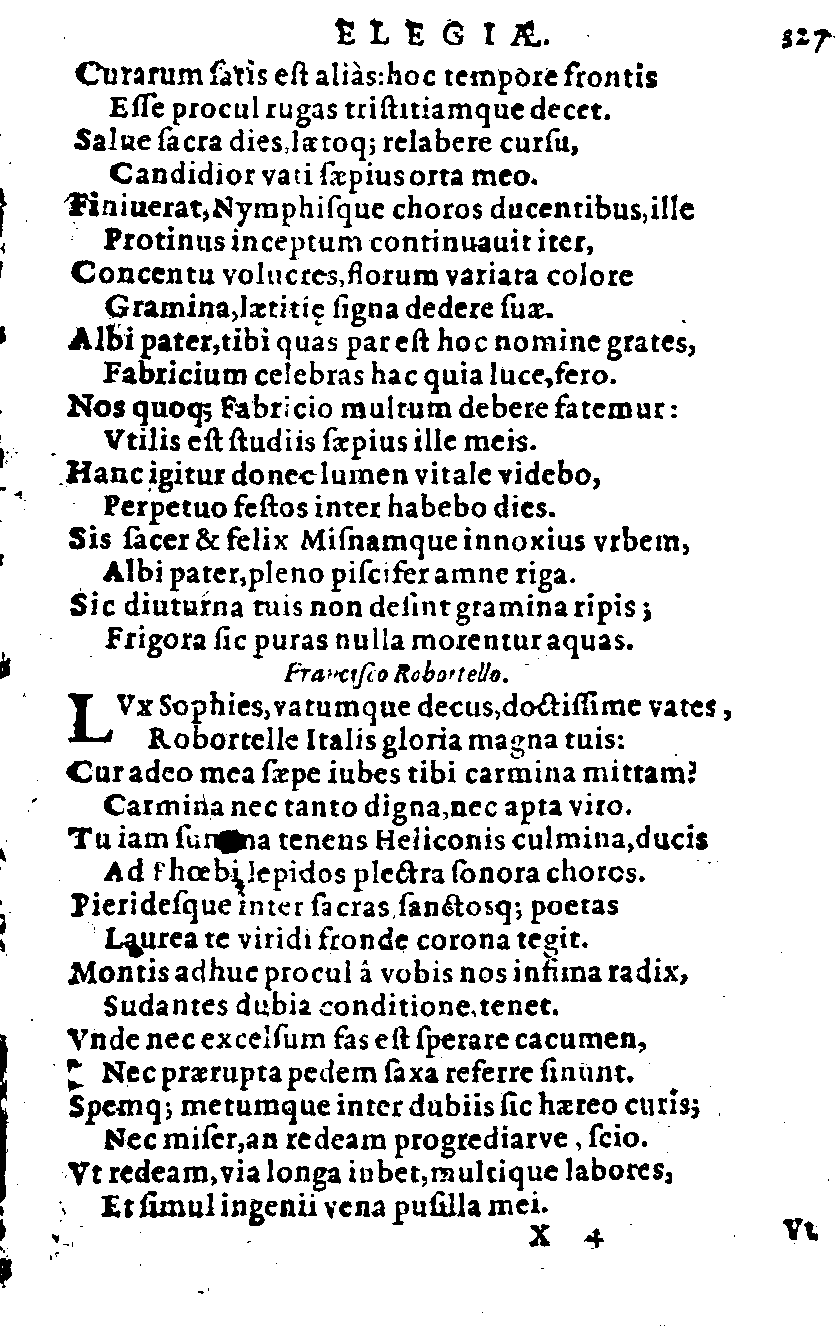 ELEGIÆ. 327
Curarum ſatis eſt aliàs:hoc tempore frontis
Eſſe procul rugas triſtitiamque decet.
Salue ſacra dies,lætoq; relabere curſu,
Candidior vati ſæpius orta meo.
Finiuerat,Nymphiſque choros ducentibus,ille
Protinus inceptum continuauit iter,
Concentu volucres,florum variata colore
Gramina,lætitię ſigna dedere ſuæ.
Albi pater,tibi quas par eſt hoc nomine grates,
Fabricium celebras hac quia luce,fero.
Nos quoq; Fabricio multum debere fatemur:
Vtilis eſt ſtudiis ſæpius ille meis.
Hanc igitur donec lumen vitale videbo,
Perpetuo feſtos inter habebo dies.
Sis ſacer & felix Miſnamque innoxius vrbem,
Albi pater,pleno piſcifer amne riga.
Sic diuturna tuis non deſint gramina ripis;
Frigora ſic puras nulla morentur aquas.
Franciſco Robortello.
LVx Sophies,vatumque decus,doctiſſime vates,
Robortelle Italis gloria magna tuis:
Cur adeo mea ſæpe iubes tibi carmina mittam?
Carmina nec tanto digna,nec apta viro.
Tu iam ſumma tenens Heliconis culmina,ducis
Ad Phœbi lepidos plectra ſonora choros.
Pierideſque inter ſacras,ſanctosq; poetas
Laurea te viridi fronde corona tegit.
Montis adhuc procul â vobis nos infima radix,
Sudantes dubia conditione,tenet.
Vnde nec excelſum fas eſt ſperare cacumen,
Nec prærupta pedem ſaxa referre ſinunt.
Spemq; metumque inter dubiis ſic hæreo curis;
Nec miſer,an redeam progrediarve, ſcio.
Vt redeam,via longa iubet,multique labores,
Et ſimul ingenii vena puſilla mei.
X 4 Vt